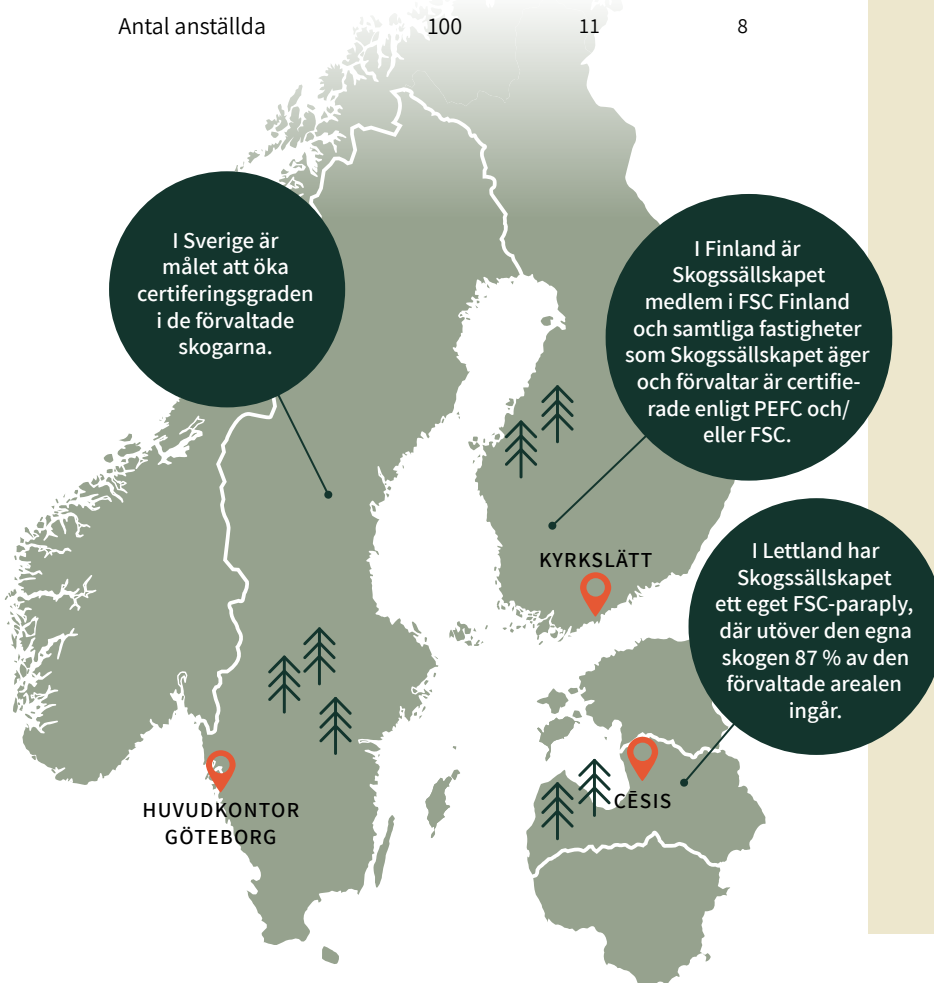 Antal anställda 100 11 8
I Sverige är
målet att öka
certiferingsgraden
i de förvaltade
skogarna.
I Finland är
Skogssällskapet
medlem i FSC Finland
och samtliga fastigheter
som Skogssällskapet äger
och förvaltar är certifie-
rade enligt PEFC och/
eller FSC.
KYRKSLÄTT
I Lettland har
Skogssällskapet
ett eget FSC-paraply,
där utöver den egna
skogen 87 % av den
förvaltade arealen
ingår.
CĒSIS
HUVUDKONTOR
GÖTEBORG